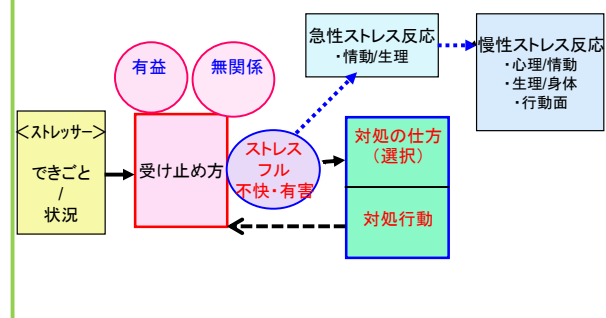 急性ストレス反応
・情動/生理
慢性ストレス反応
・心理/情動
・生理/身体
・行動面
有益
無関係
<ストレッサー>
できごと
/
状況
受け止め方
ストレス
フル
不快・有害
対処の仕方
(選択)
対処行動